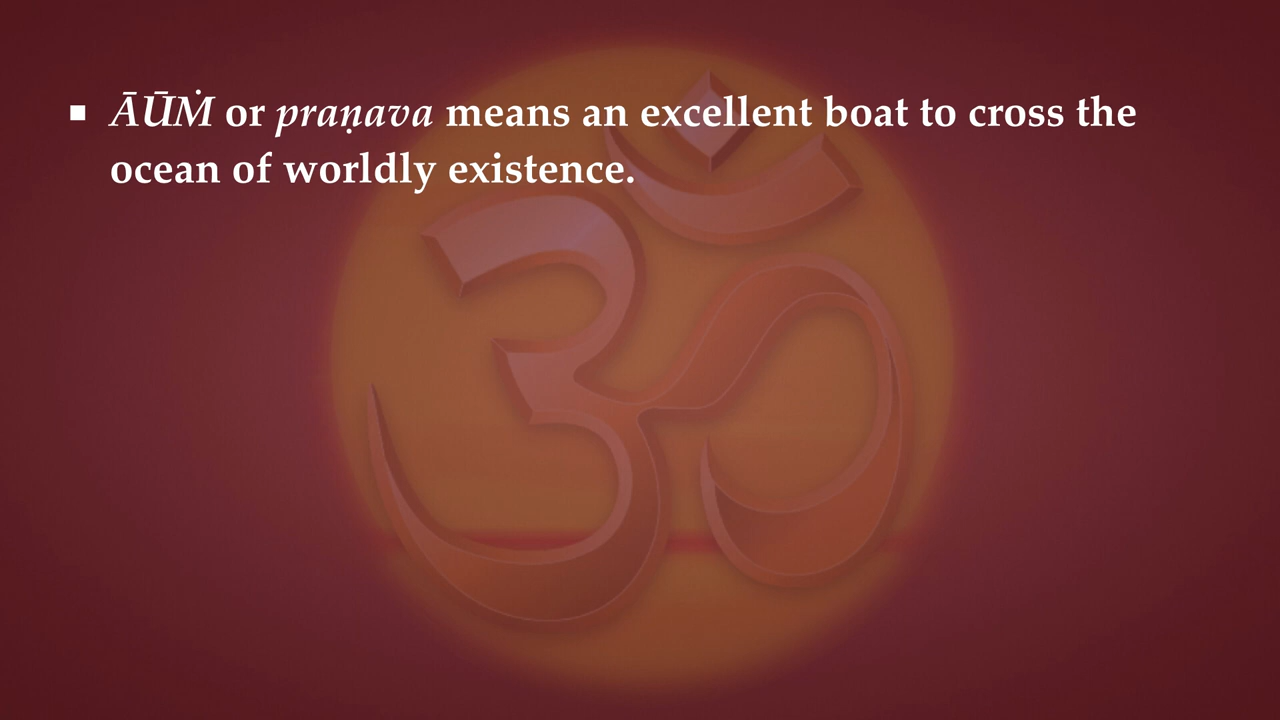 ▪ ĀŪṀ or praṇava means an excellent boat to cross the
ocean of worldly existence.
ॐ